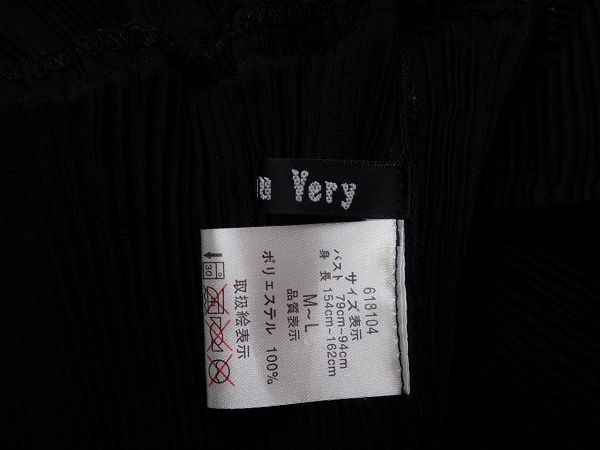 u Very
618104
サイズ表示
バスト 79cm~94cm
身長 154cm~162cm
M~L
品質表示
ポリエステル 100%
取扱絵表示
30